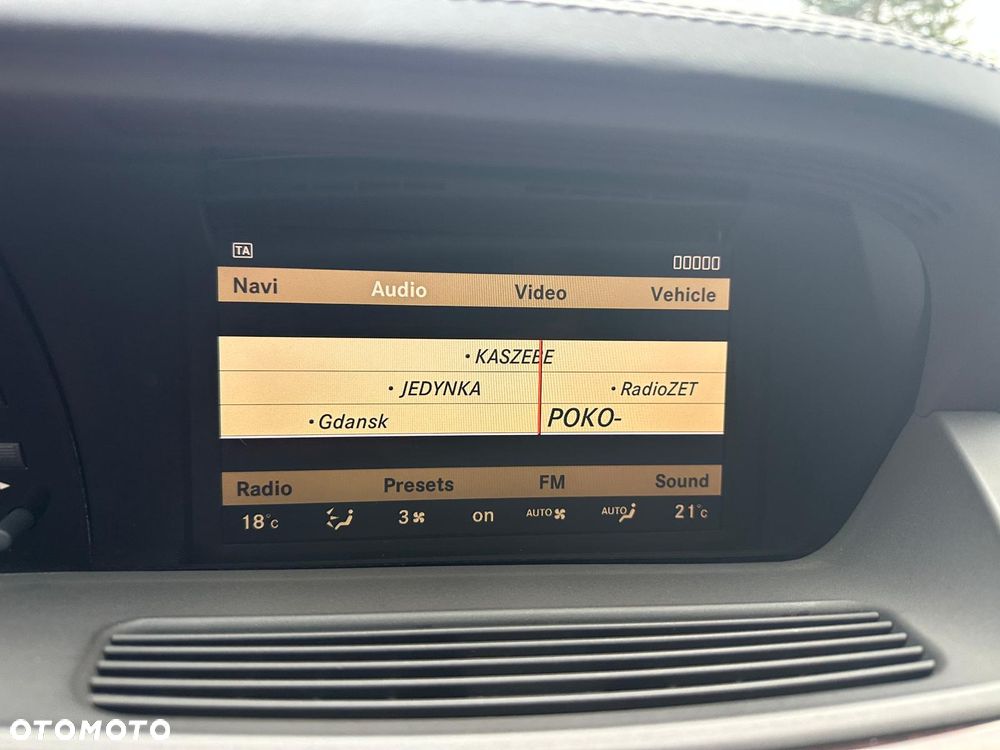 TA
Navi Audio Video Vehicle
• KASZEBE
• JEDYNKA • RadioZET
• Gdansk POKO-
Radio Presets FM Sound
18°C 3 on AUTO AUTO 21°C
OTOMOTO